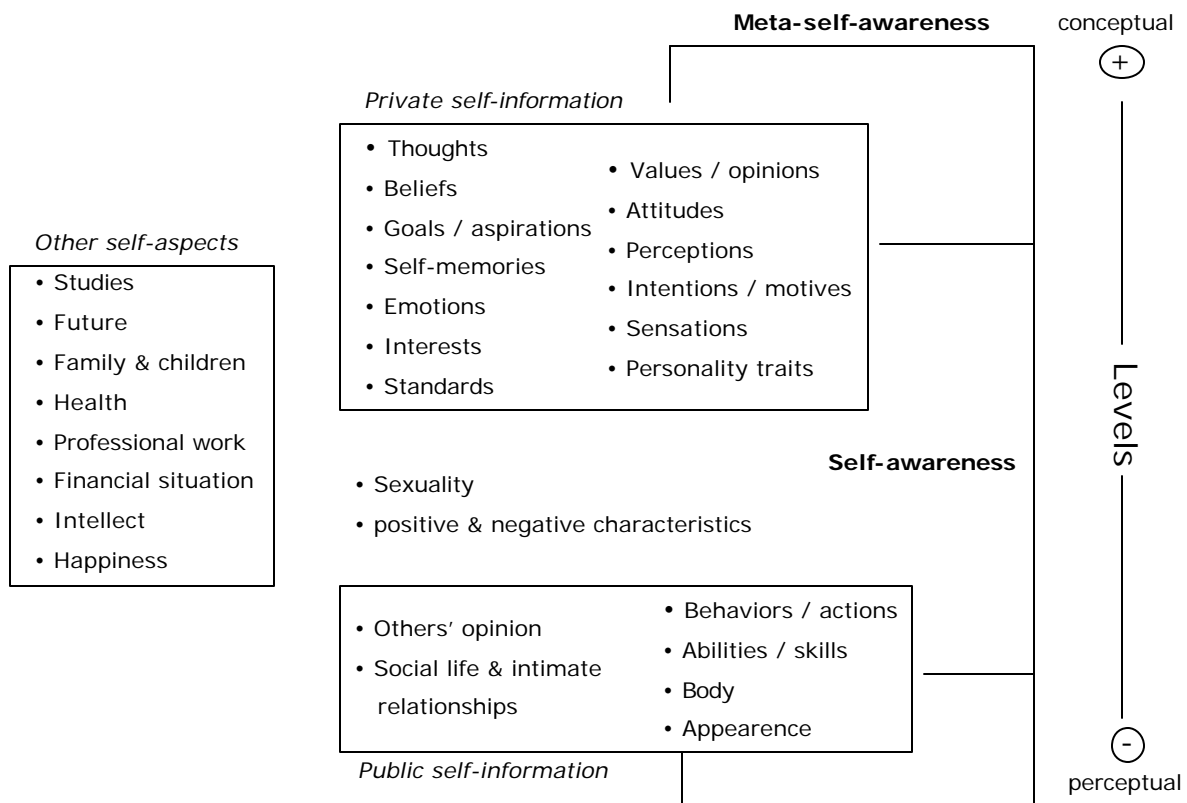 Meta-self-awareness
conceptual
+
Private self-information
• Thoughts
• Beliefs
• Goals / aspirations
• Self-memories
• Emotions
• Interests
• Standards
• Values / opinions
• Attitudes
• Perceptions
• Intentions / motives
• Sensations
• Personality traits
Other self-aspects
• Studies
• Future
• Family & children
• Health
• Professional work
• Financial situation
• Intellect
• Happiness
Levels
Self-awareness
• Sexuality
• positive & negative characteristics
• Others’ opinion
• Social life & intimate
relationships
• Behaviors / actions
• Abilities / skills
• Body
• Appearence
Public self-information
-
perceptual